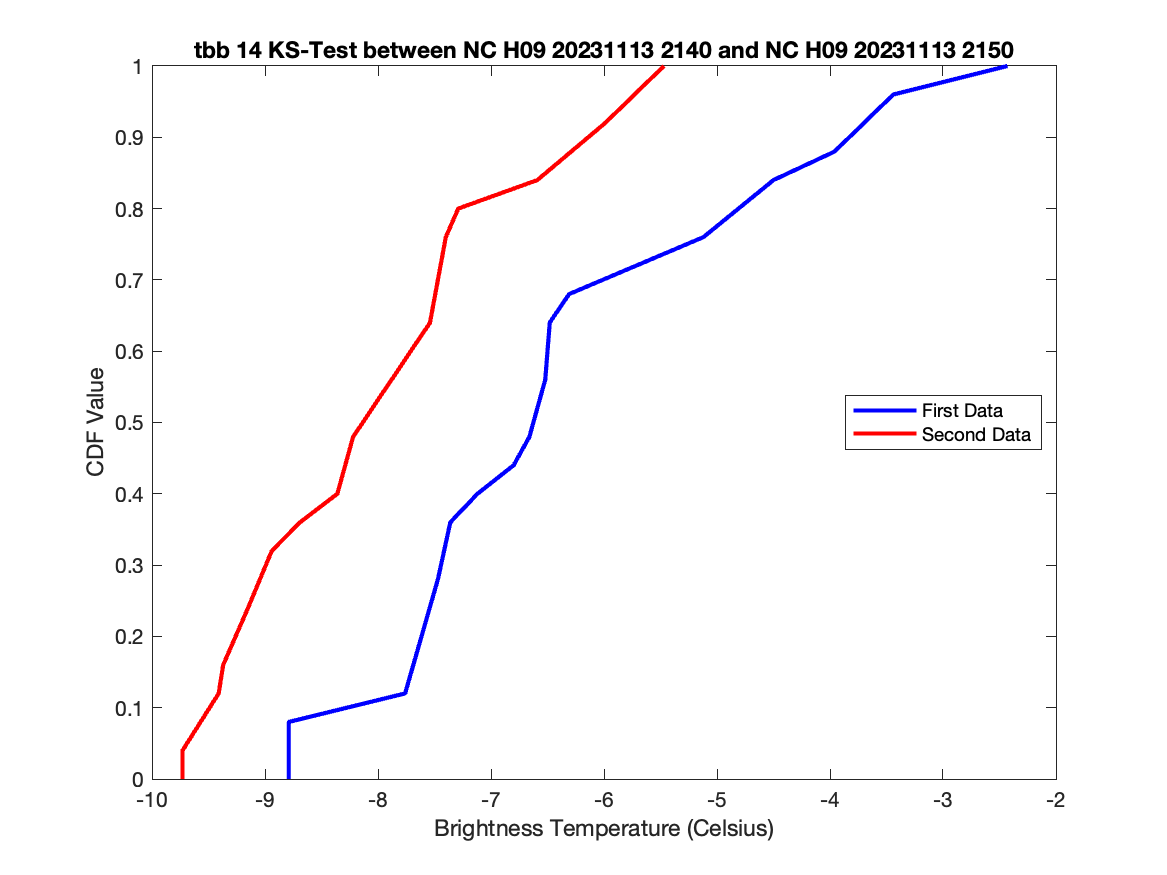 tbb 14 KS-Test between NC H09 20231113 2140 and NC H09 20231113 2150
1
0.9
0.8
0.7
0.6
0.5
0.4
0.3
0.2
0.1
0
CDF Value
First Data
Second Data
-10 -9 -8 -7 -6 -5 -4 -3 -2
Brightness Temperature (Celsius)